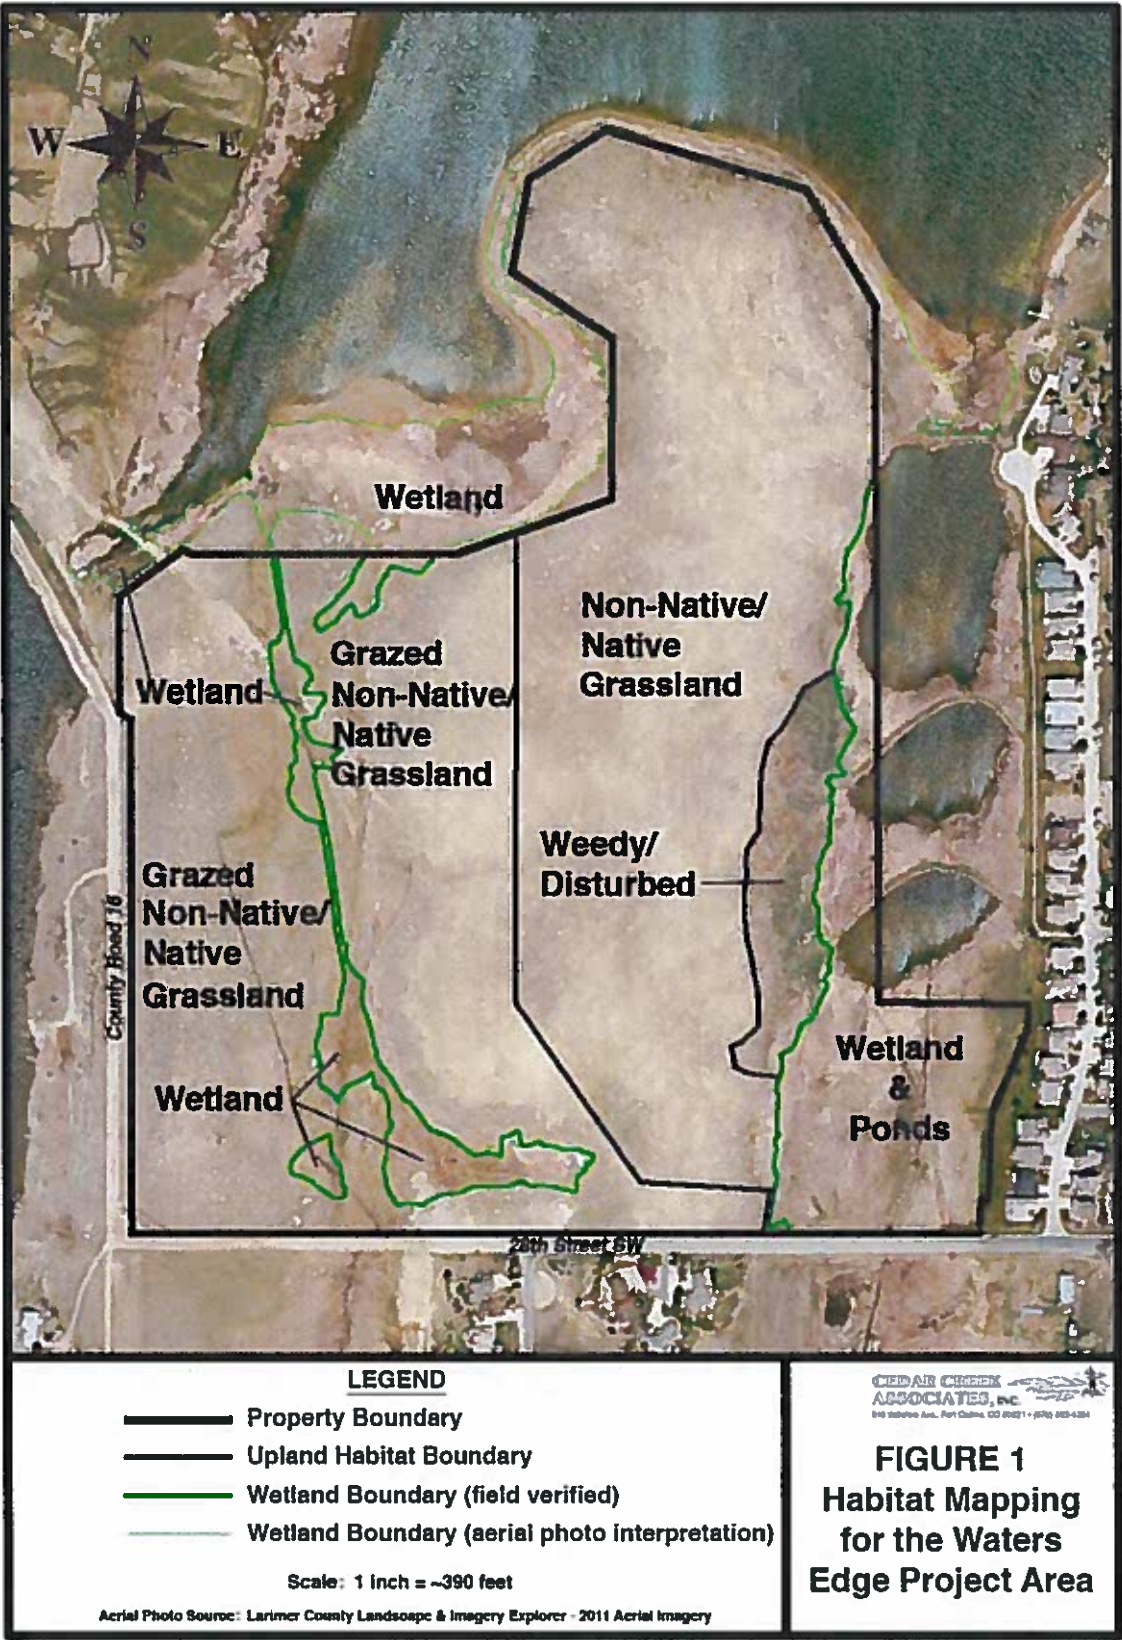 N
W
E
S
Wetland
Non-Native/
Native
Grassland
Grazed
Non-Native/
Native
Grassland
Wetland
Weedy/
Disturbed
Grazed
Non-Native/
Native
Grassland
County Road 16
Wetland
&
Ponds
Wetland
28th Street SW
LEGEND
Property Boundary
Upland Habitat Boundary
Wetland Boundary (field verified)
Wetland Boundary (aerial photo interpretation)
Scale: 1 inch = ~390 feet
Aerial Photo Source: Larimer County Landscape & Imagery Explorer - 2011 Aerial Imagery
CEDAR CREEK
ASSOCIATES, INC.
FIGURE 1
Habitat Mapping
for the Waters
Edge Project Area